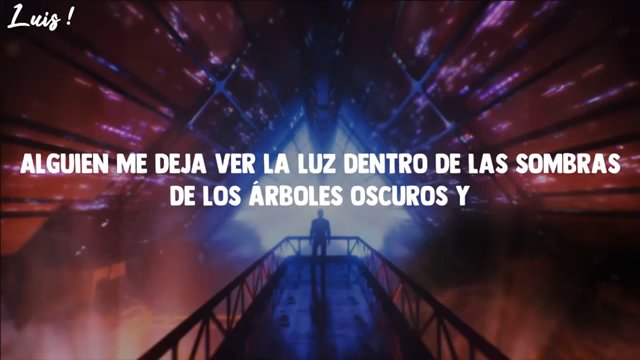 Luis !
ALGUIEN ME DEJA VER LA LUZ DENTRO DE LAS SOMBRAS
DE LOS ÁRBOLES OSCUROS Y